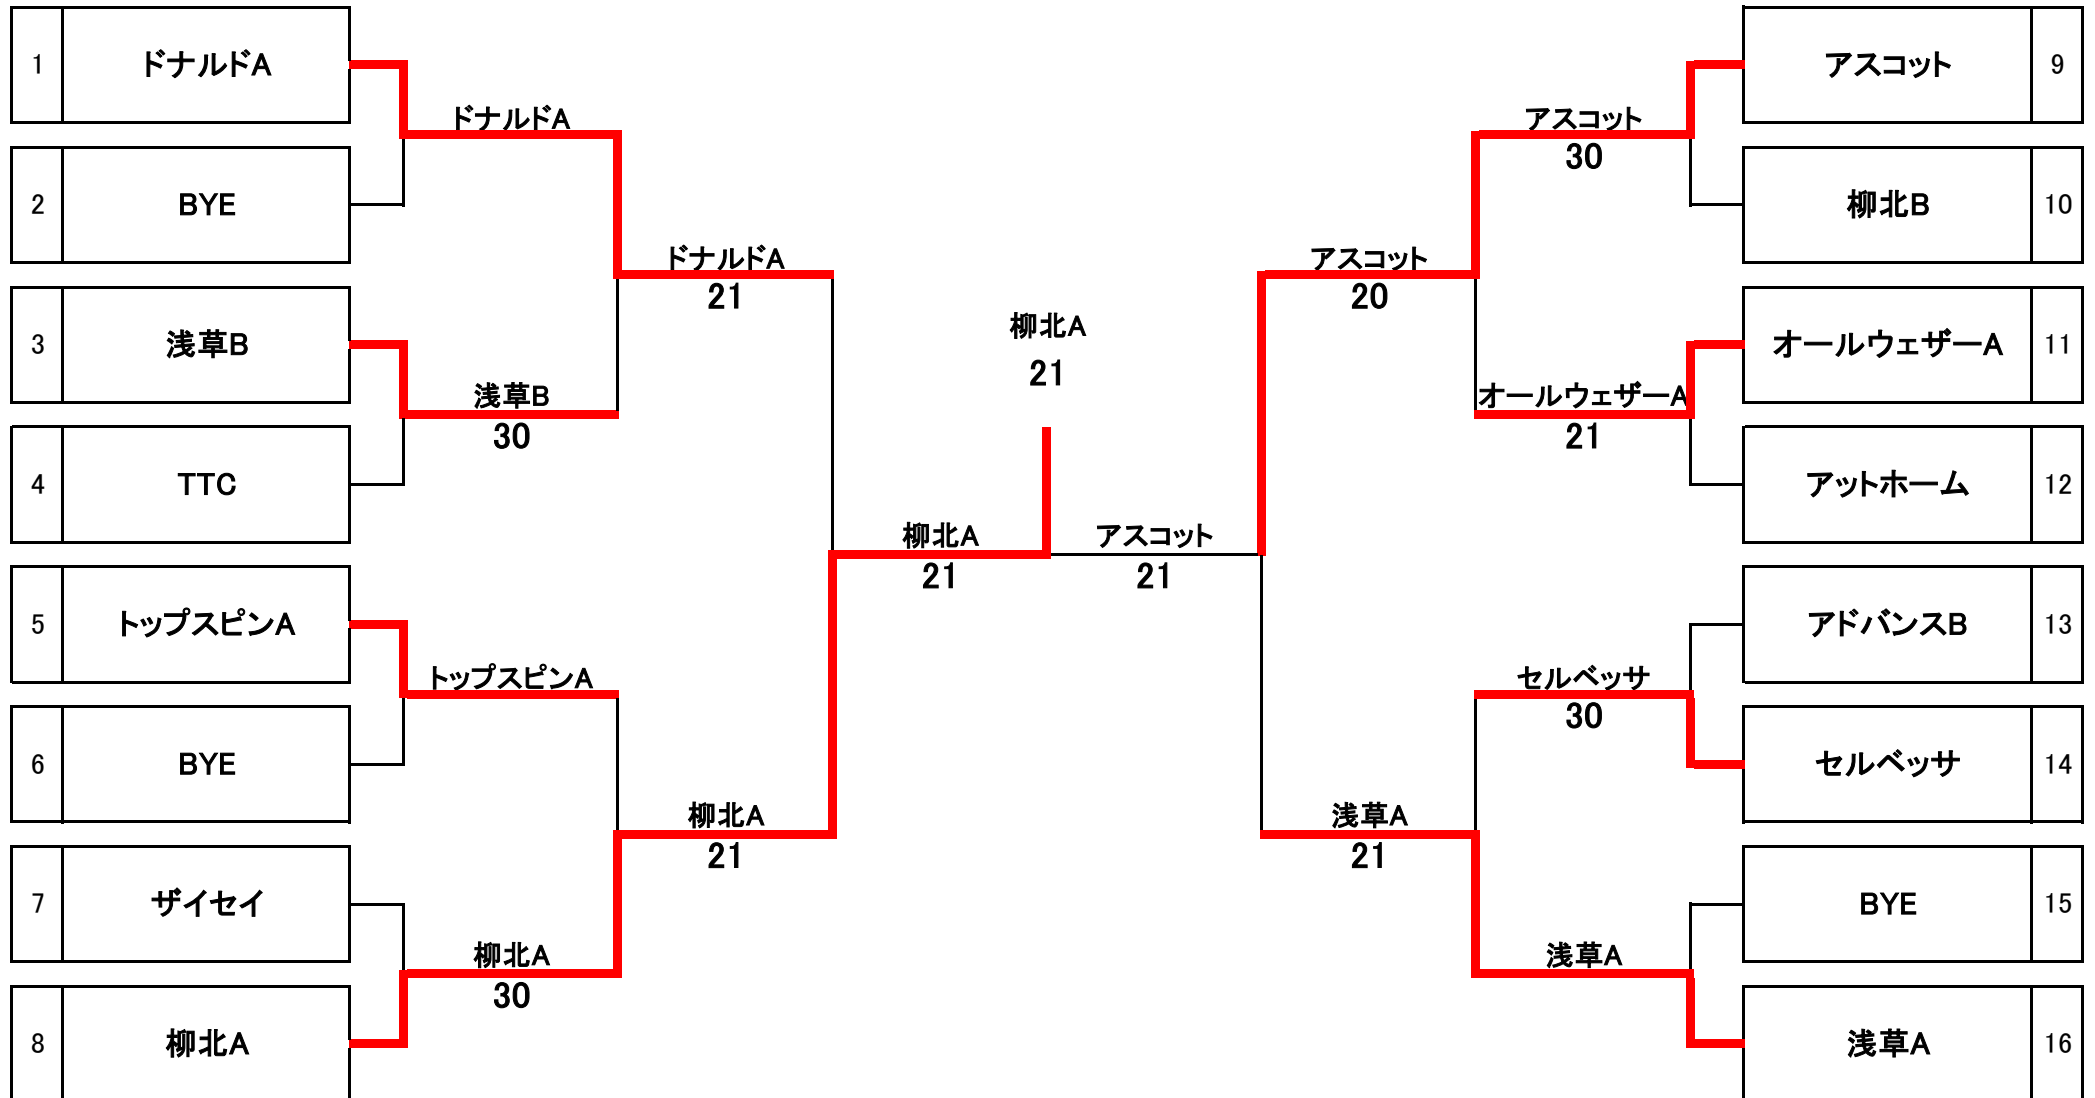 1 ドナルドA
アスコット 9
ドナルドA
アスコット
30
2 BYE
柳北B 10
ドナルドA
21
アスコット
20
柳北A
21
3 浅草B
オールウェザーA 11
浅草B
30
オールウェザーA
21
4 TTC
アットホーム 12
柳北A
21
アスコット
21
5 トップスピンA
アドバンスB 13
トップスピンA
セルベッサ
30
6 BYE
セルベッサ 14
柳北A
21
浅草A
21
7 ザイセイ
BYE 15
柳北A
30
浅草A
8 柳北A
浅草A 16